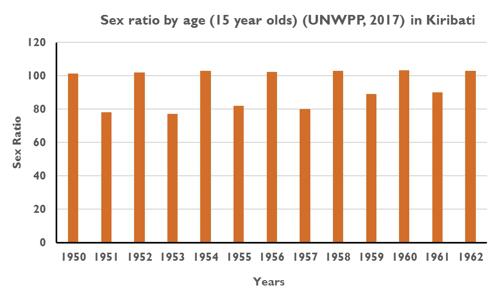 Sex ratio by age (15 year olds) (UNWPP, 2017) in Kiribati
120
100
80
60
40
20
0
Sex Ratio
1950 1951 1952 1953 1954 1955 1956 1957 1958 1959 1960 1961 1962
Years